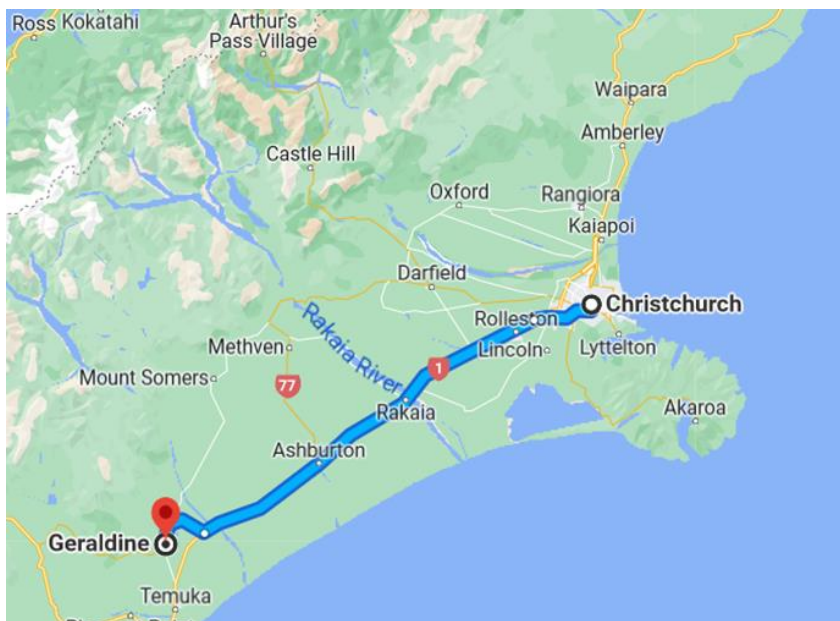 Ross
Kokatahi
Arthur's
Pass Village
Waipara
Amberley
Castle Hill
Oxford
Rangiora
Kaiapoi
Darfield
Christchurch
Rolleston
Rakaia River
Lincoln
Lyttelton
Methven
1
Mount Somers
77
Rakaia
Akaroa
Ashburton
Geraldine
Temuka